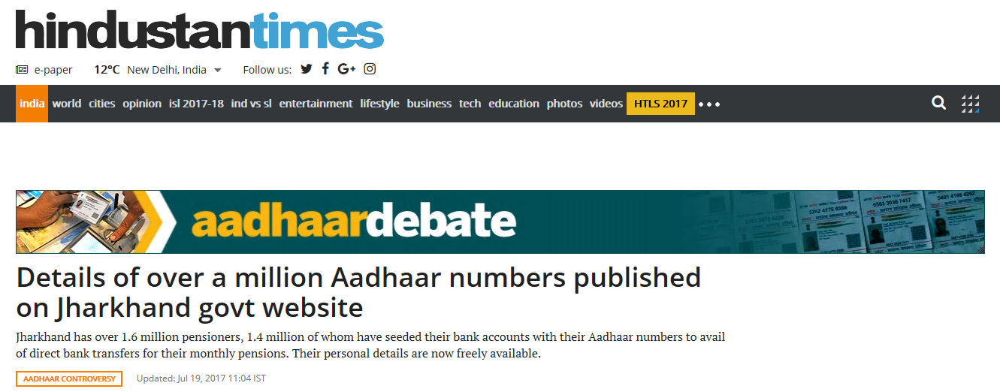 hindustantimes
e-paper 12°C New Delhi, India Follow us:
india world cities opinion isl 2017-18 ind vs sl entertainment lifestyle business tech education photos videos HTLS 2017
aadhaardebate
Details of over a million Aadhaar numbers published
on Jharkhand govt website
Jharkhand has over 1.6 million pensioners, 1.4 million of whom have seeded their bank accounts with their Aadhaar numbers to avail
of direct bank transfers for their monthly pensions. Their personal details are now freely available.
AADHAAR CONTROVERSY Updated: Jul 19, 2017 11:04 IST